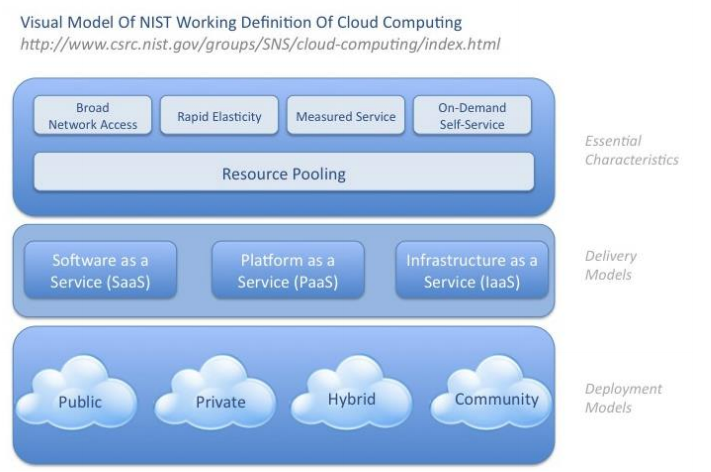 Visual Model Of NIST Working Definition Of Cloud Computing
http://www.csrc.nist.gov/groups/SNS/cloud-computing/index.html
Broad
Network Access
Rapid Elasticity
Measured Service
On-Demand
Self-Service
Resource Pooling
Essential
Characteristics
Software as a
Service (SaaS)
Platform as a
Service (PaaS)
Infrastructure as a
Service (IaaS)
Delivery
Models
Public
Private
Hybrid
Community
Deployment
Models